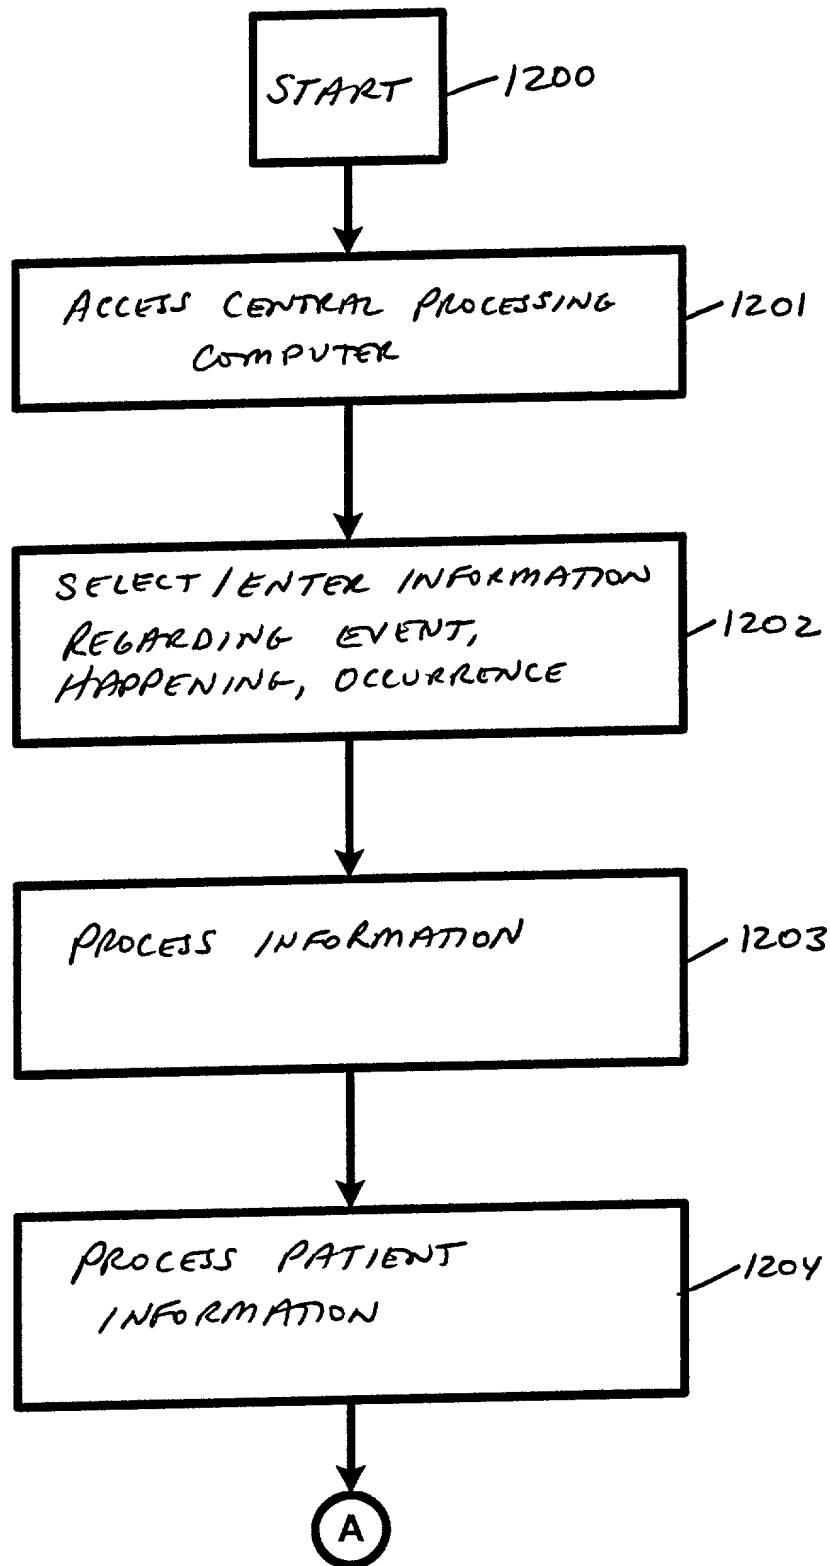 START
1200
ACCESS CENTRAL PROCESSING
COMPUTER
1201
SELECT/ENTER INFORMATION
REGARDING EVENT,
HAPPENING, OCCURRENCE
1202
PROCESS INFORMATION
1203
PROCESS PATIENT
INFORMATION
1204
A